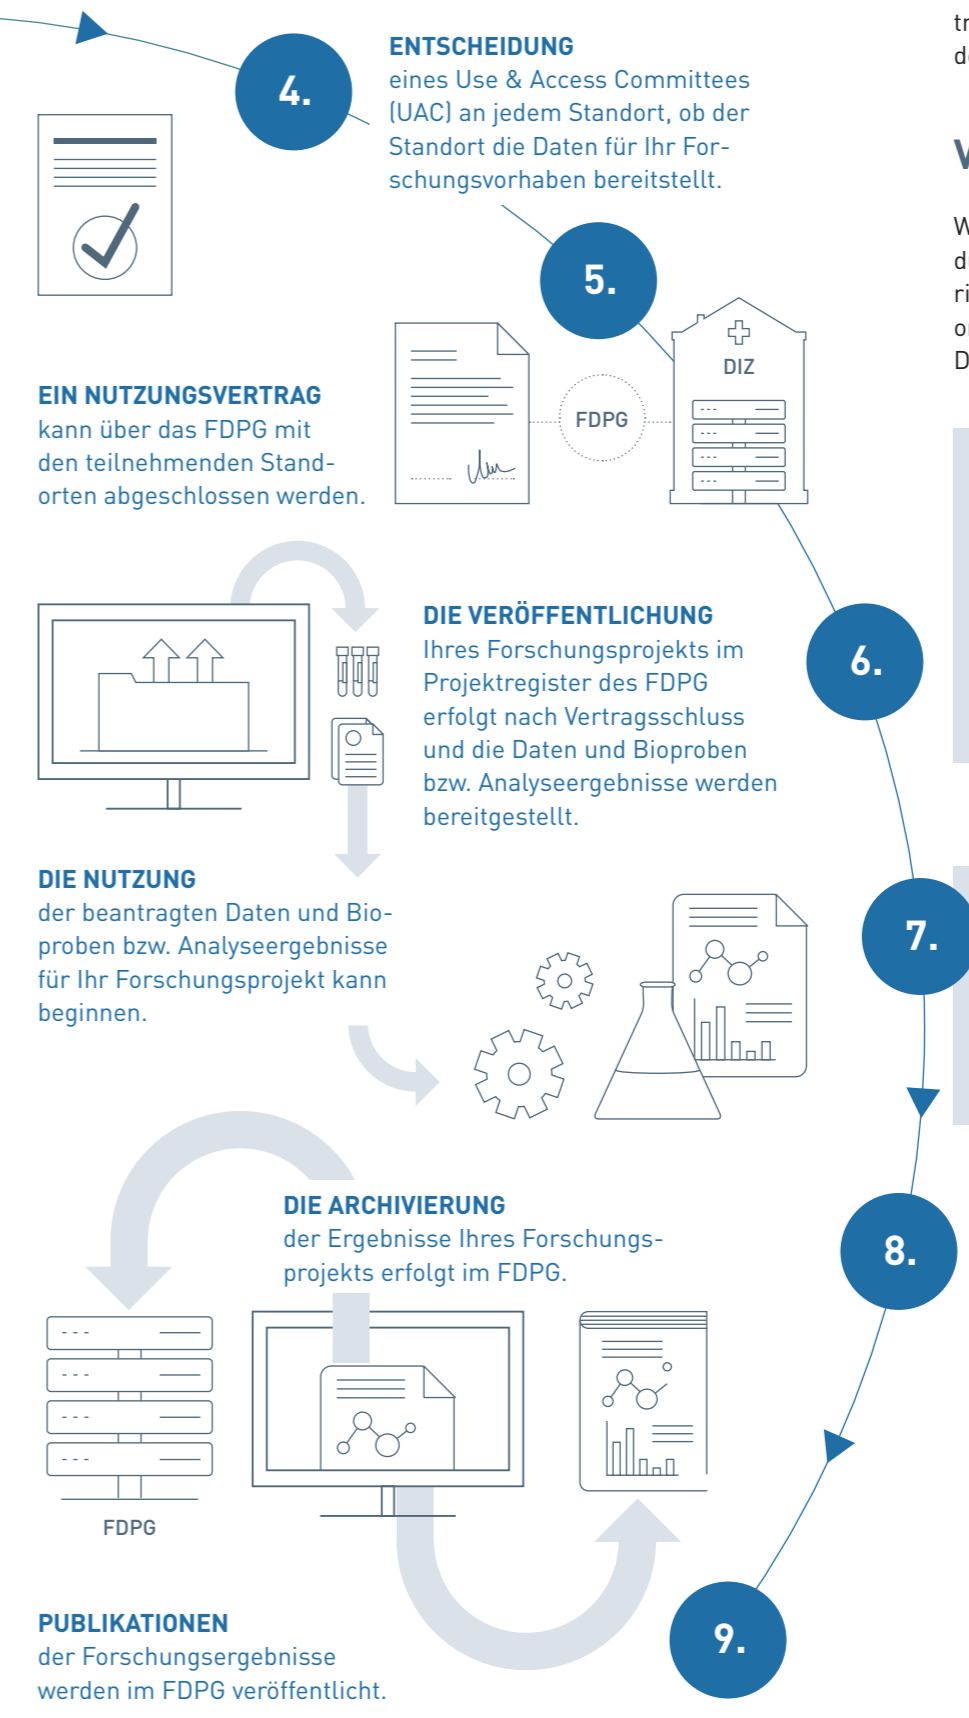 4.
ENTSCHEIDUNG
eines Use & Access Committees
(UAC) an jedem Standort, ob der
Standort die Daten für Ihr For-
schungsvorhaben bereitstellt.
5.
EIN NUTZUNGSVERTRAG
kann über das FDPG mit
den teilnehmenden Stand-
orten abgeschlossen werden.
FDPG
DIZ
6.
DIE VERÖFFENTLICHUNG
Ihres Forschungsprojekts im
Projektregister des FDPG
erfolgt nach Vertragsschluss
und die Daten und Bioproben
bzw. Analyseergebnisse werden
bereitgestellt.
7.
DIE NUTZUNG
der beantragten Daten und Bio-
proben bzw. Analyseergebnisse
für Ihr Forschungsprojekt kann
beginnen.
8.
DIE ARCHIVIERUNG
der Ergebnisse Ihres Forschungs-
projekts erfolgt im FDPG.
FDPG
9.
PUBLIKATIONEN
der Forschungsergebnisse
werden im FDPG veröffentlicht.